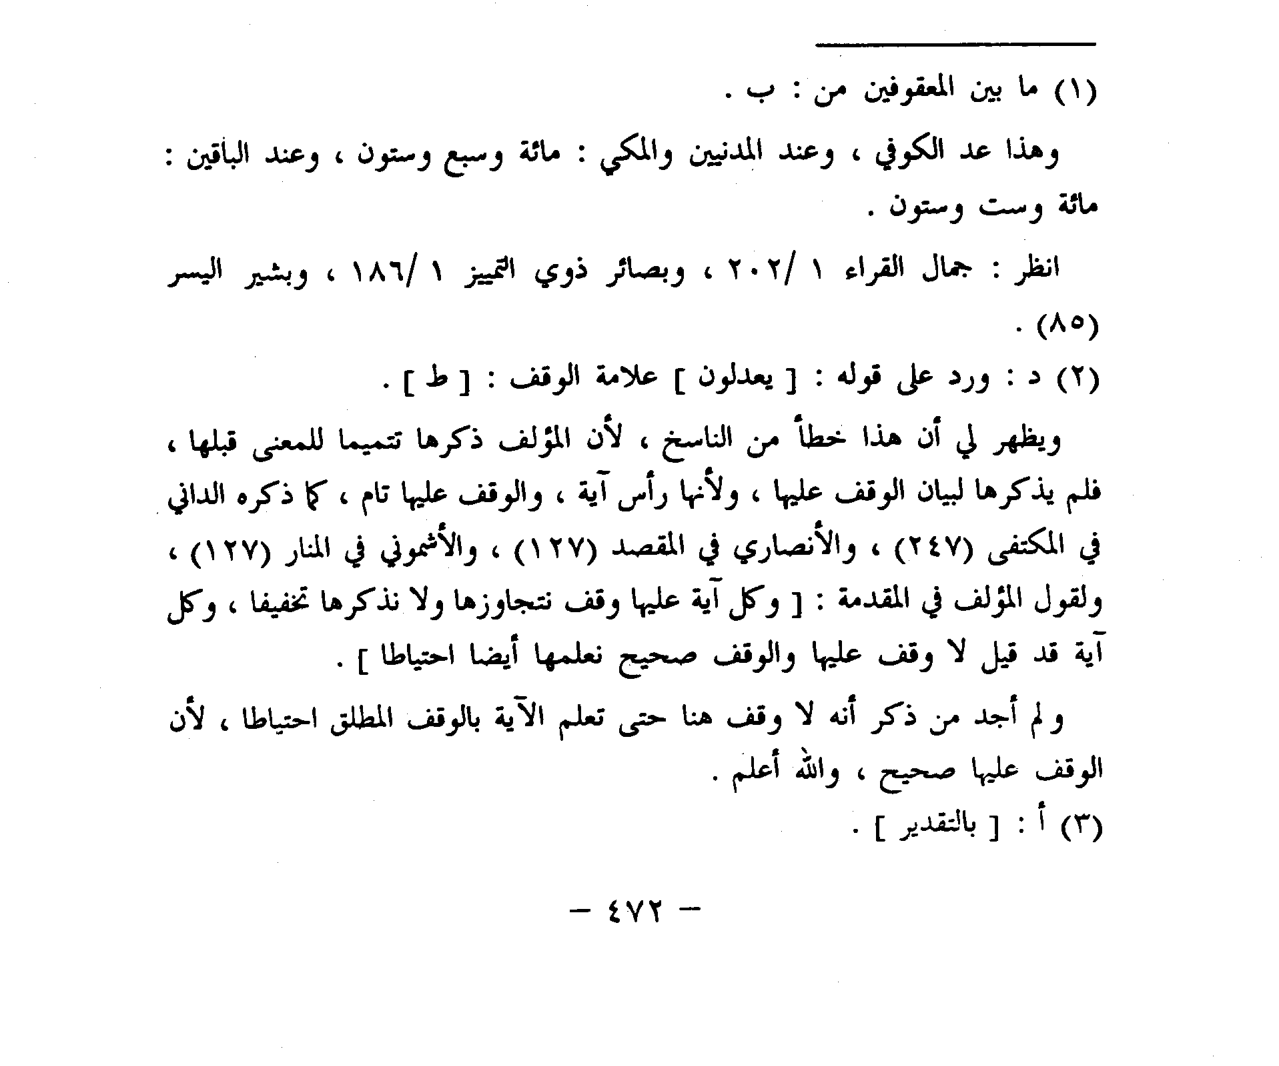 (١) ما بين المعقوفين من : ب .
وهذا عد الكوفي ، وعند المدنيين والمكي : مائة وسبع وستون ، وعند الباقين :
مائة وست وستون .
انظر : جمال القراء ١ /٢٠٢ ، وبصائر ذوي التمييز ١ /١٨٦ ، وبشير اليسر
(٨٥) .
(٢) د : ورد على قوله : [ يعدلون ] علامة الوقف : [ ط ] .
ويظهر لي أن هذا خطأ من الناسخ ، لأن المؤلف ذكرها تتميما للمعنى قبلها ،
فلم يذكرها لبيان الوقف عليها ، ولأنها رأس آية ، والوقف عليها تام ، كما ذكره الداني
في المكتفى (٢٤٧) ، والأنصاري في المقصد (١٢٧) ، والأشموني في المنار (١٢٧) ،
ولقول المؤلف في المقدمة : [ وكل آية عليها وقف نتجاوزها ولا نذكرها تخفيفا ، وكل
آية قد قيل لا وقف عليها والوقف صحيح نعلمها أيضا احتياطا ] .
و لم أجد من ذكر أنه لا وقف هنا حتى تعلم الآية بالوقف المطلق احتياطا ، لأن
الوقف عليها صحيح ، والله أعلم .
(٣) أ : [ بالتقدير ] .
– ٤٧٢ –